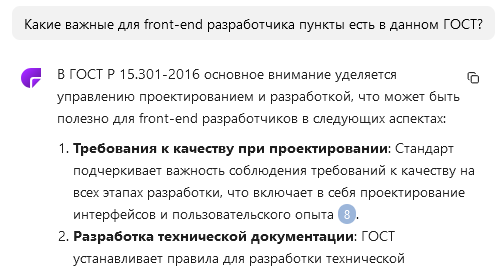 Какие важные для front-end разработчика пункты есть в данном ГОСТ?
В ГОСТ Р 15.301-2016 основное внимание уделяется
управлению проектированием и разработкой, что может быть
полезно для front-end разработчиков в следующих аспектах:
1. Требования к качеству при проектировании: Стандарт
подчеркивает важность соблюдения требований к качеству на
всех этапах разработки, что включает в себя проектирование
интерфейсов и пользовательского опыта 8.
2. Разработка технической документации: ГОСТ
устанавливает правила для разработки технической